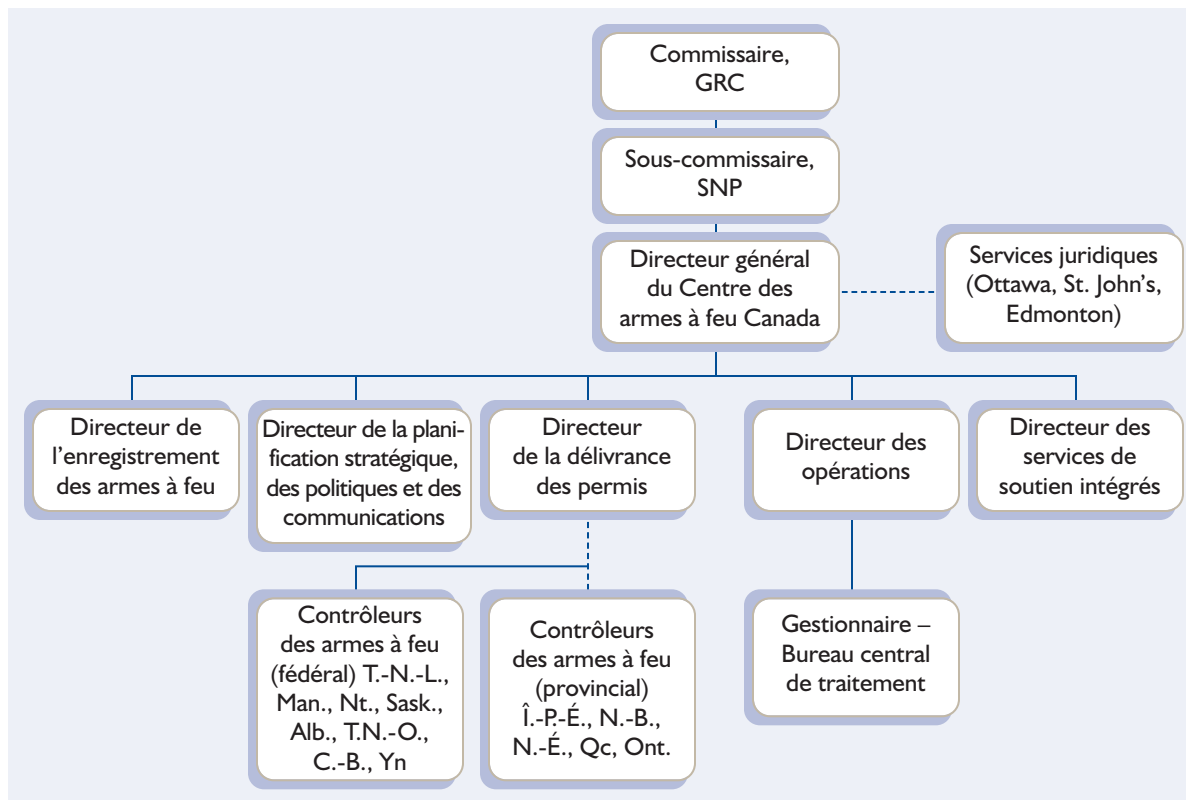 Commissaire,
GRC
Sous-commissaire,
SNP
Directeur général
du Centre des
armes à feu Canada
Services juridiques
(Ottawa, St. John's,
Edmonton)
Directeur de
l'enregistrement
des armes à feu
Directeur de la plani-
fication stratégique,
des politiques et des
communications
Directeur
de la délivrance
des permis
Directeur des
opérations
Directeur des
services de
soutien intégrés
Contrôleurs
des armes à feu
(fédéral) T.-N.-L.,
Man., Nt., Sask.,
Alb., T.N.-O.,
C.-B., Yn
Contrôleurs
des armes à feu
(provincial)
Î.-P.-É., N.-B.,
N.-É., Qc, Ont.
Gestionnaire –
Bureau central
de traitement